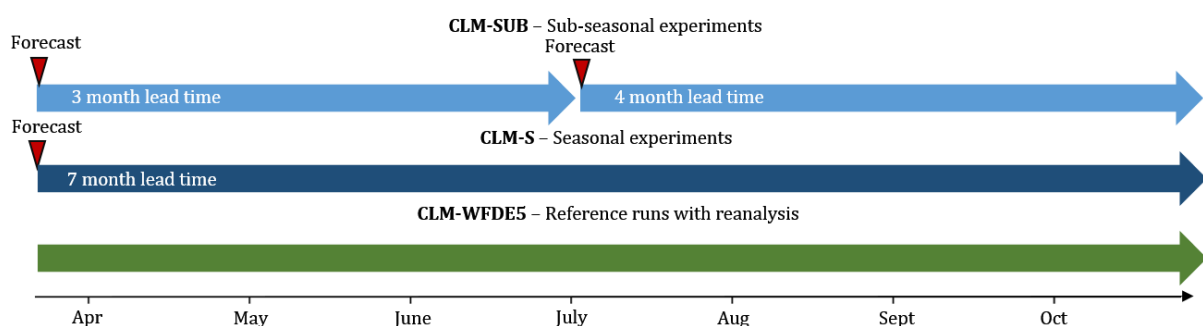 CLM-SUB – Sub-seasonal experiments
Forecast
Forecast
3 month lead time
4 month lead time
Forecast
CLM-S – Seasonal experiments
7 month lead time
CLM-WFDE5 – Reference runs with reanalysis
Apr May June July Aug Sept Oct